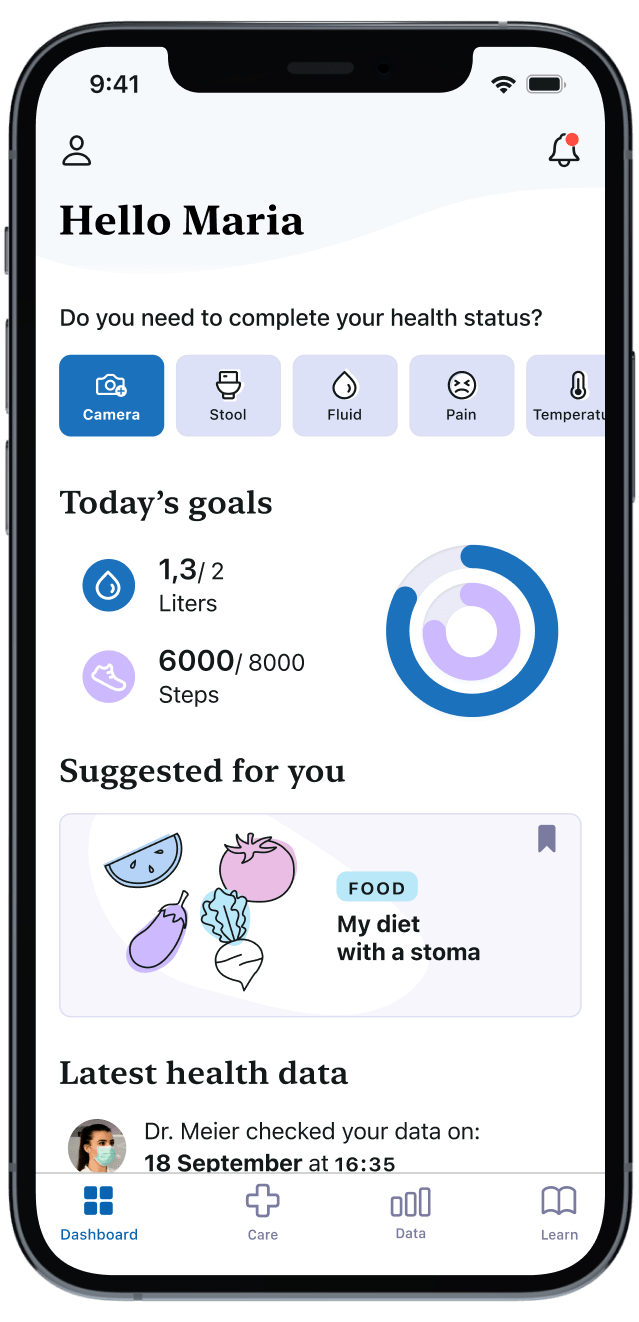 9:41
Hello Maria
Do you need to complete your health status?
Camera
Stool
Fluid
Pain
Temperatu
Today’s goals
1,3/ 2
Liters
6000/ 8000
Steps
Suggested for you
FOOD
My diet
with a stoma
Latest health data
Dr. Meier checked your data on:
18 September at 16:35
Dashboard
Care
Data
Learn